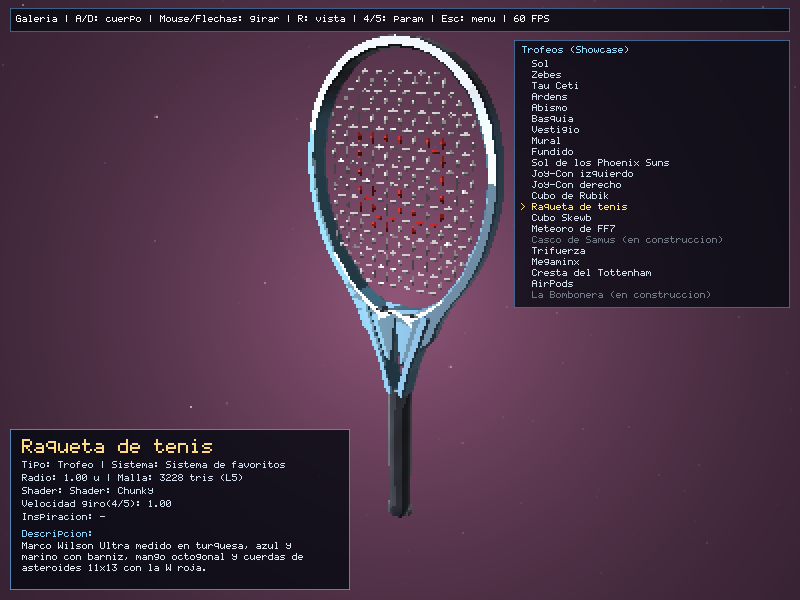 Galeria | A/D: cuerpo | Mouse/Flechas: girar | R: vista | 4/5: Param | Esc: menu | 60 FPS
Trofeos (Showcase)
Sol
Zebes
Tau Ceti
Ardens
Abismo
Basquia
Vestigio
Mural
Fundido
Sol de los Phoenix Suns
Joy-Con izquierdo
Joy-Con derecho
Cubo de Rubik
> Raqueta de tenis
Cubo Skewb
Meteoro de FF7
Casco de Samus (en construccion)
Trifuerza
Megaminx
Cresta del Tottenham
AirPods
La Bombonera (en construccion)
Raqueta de tenis
Tipo: Trofeo | Sistema: Sistema de favoritos
Radio: 1.00 u | Malla: 3228 tris (L5)
Shader: Shader: Chunky
Velocidad giro(4/5): 1.00
Inspiracion: -
Descripcion:
Marco Wilson Ultra medido en turquesa, azul y
marino con barniz, mango octogonal y cuerdas de
asteroides 11x13 con la W roja.